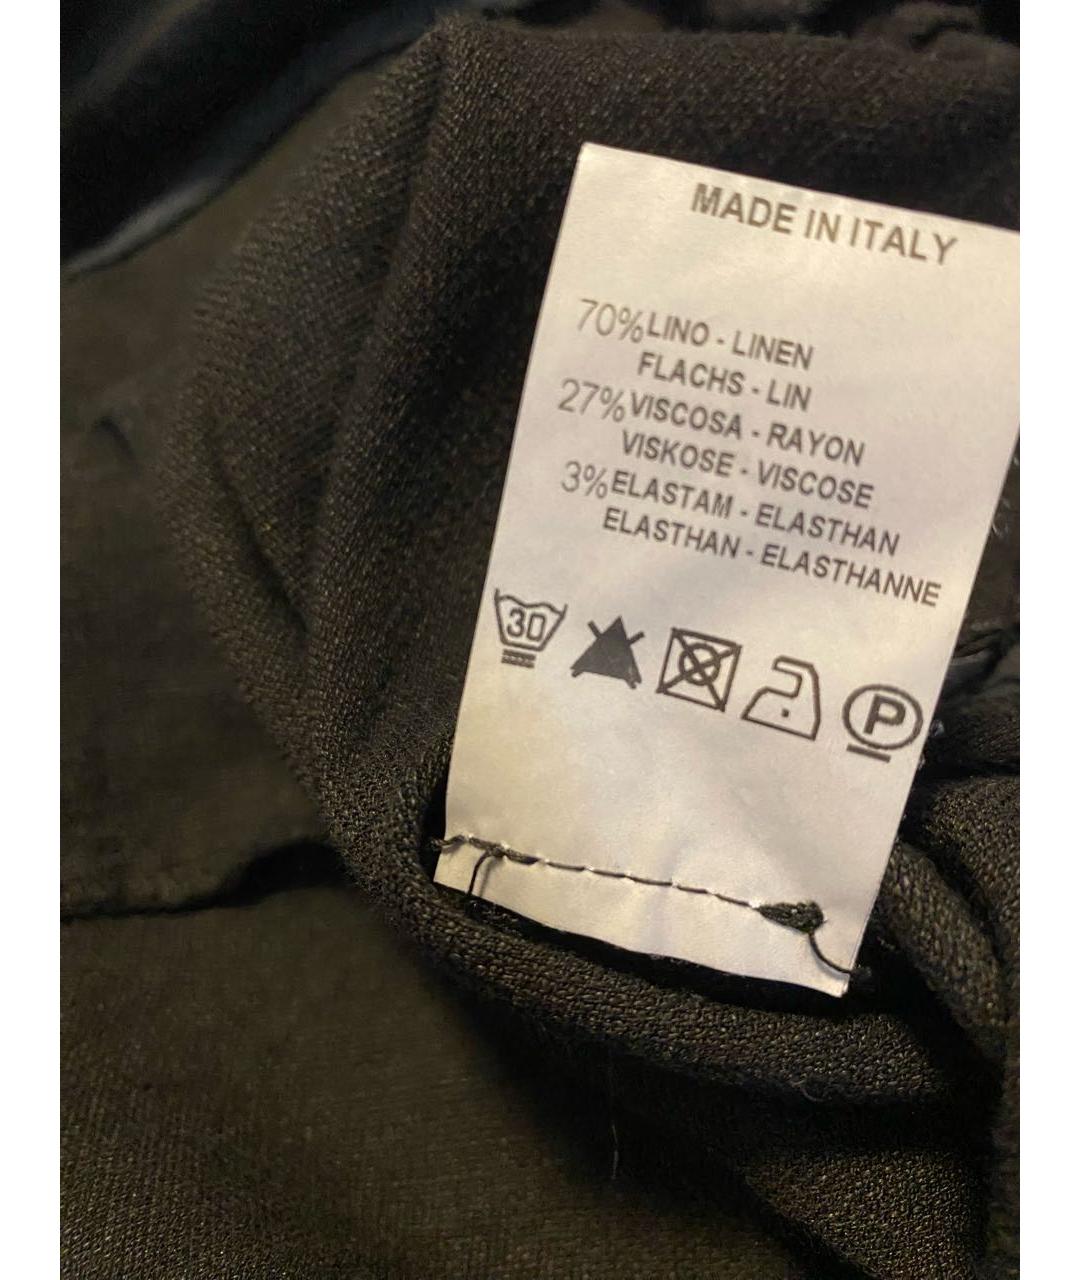 MADE IN ITALY
70% LINO - LINEN
FLACHS - LIN
27% VISCOSA - RAYON
VISKOSE - VISCOSE
3% ELASTAM - ELASTHAN
ELASTHAN - ELASTHANNE
30
P